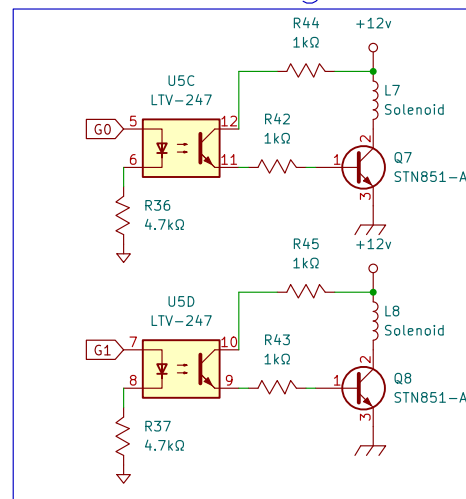 R44
1kΩ
+12v
U5C
LTV-247
L7
Solenoid
G0
5
12
R42
1kΩ
2
6
11
1
Q7
STN851-A
3
R36
4.7kΩ
R45
1kΩ
+12v
U5D
LTV-247
L8
Solenoid
G1
7
10
R43
1kΩ
2
8
9
1
Q8
STN851-A
3
R37
4.7kΩ